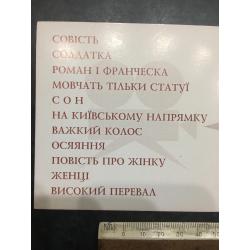 СОВІСТЬ
СОЛДАТКА
РОМАН І ФРАНЧЕСКА
МОВЧАТЬ ТІЛЬКИ СТАТУЇ
С О Н
НА КИЇВСЬКОМУ НАПРЯМКУ
ВАЖКИЙ КОЛОС
ОСЯЯННЯ
ПОВІСТЬ ПРО ЖІНКУ
ЖЕНЦІ
ВИСОКИЙ ПЕРЕВАЛ